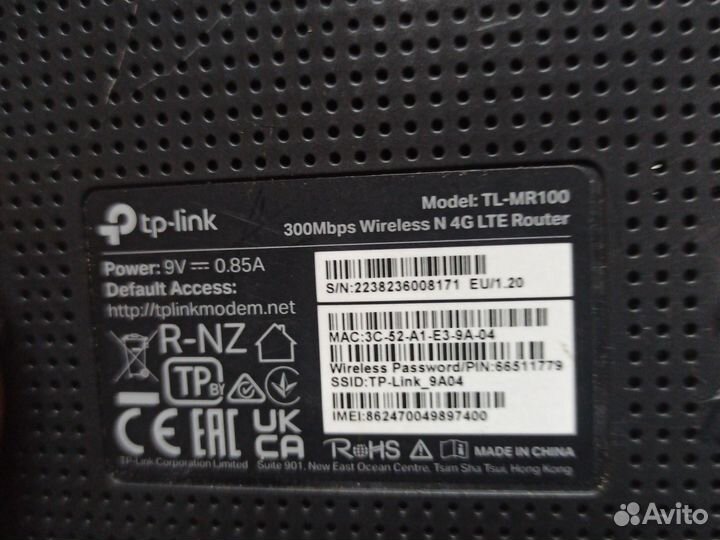 tp-link
Model: TL-MR100
300Mbps Wireless N 4G LTE Router
Power: 9V 0.85A
Default Access:
http://tplinkmodem.net
S/N:2238236008171 EU/1.20
R-NZ
TP BY
MAC:3C-52-A1-E3-9A-04
Wireless Password/PIN:66511779
SSID:TP-Link_9A04
IMEI:862470049897400
CE EAC UKCA
RoHS MADE IN CHINA
TP-Link Corporation Limited Suite 901, New East Ocean Centre, Tsim Sha Tsui, Hong Kong
Avito